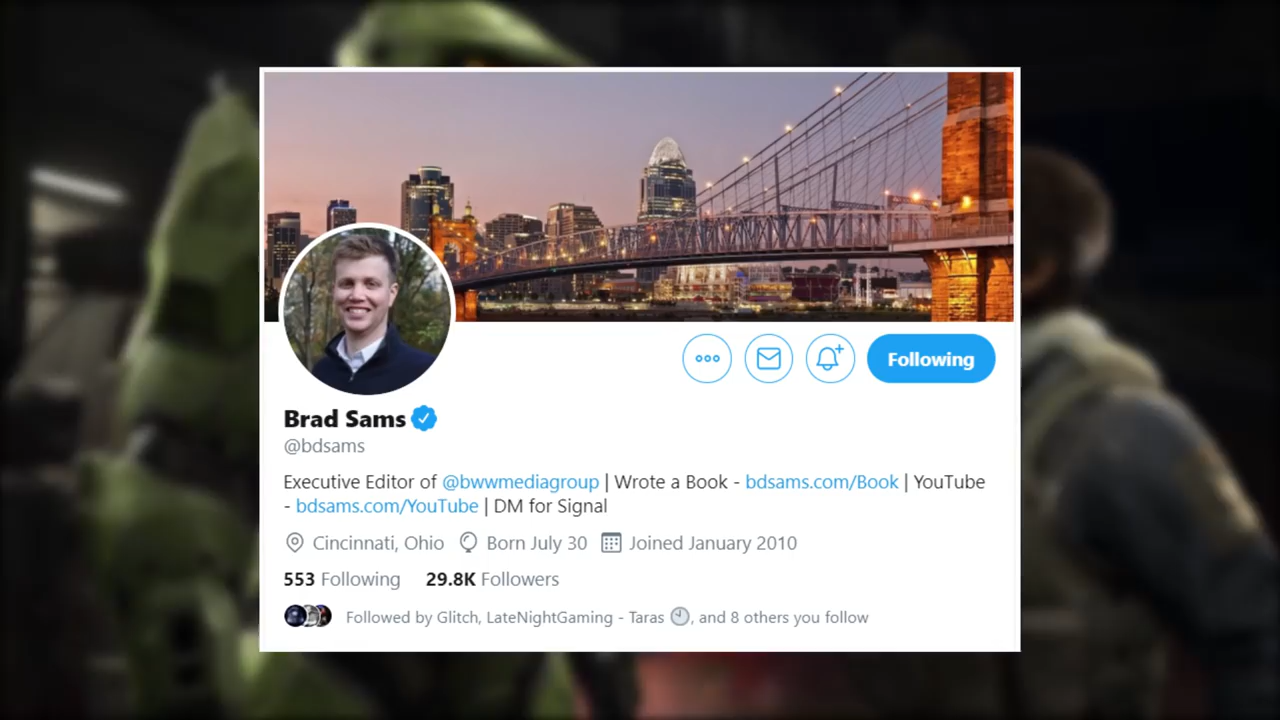 Following
Brad Sams
@bdsams
Executive Editor of @bwwmediagroup | Wrote a Book - bdsams.com/Book | YouTube
- bdsams.com/YouTube | DM for Signal
Cincinnati, Ohio Born July 30 Joined January 2010
553 Following 29.8K Followers
Followed by Glitch, LateNightGaming - Taras 🕘, and 8 others you follow